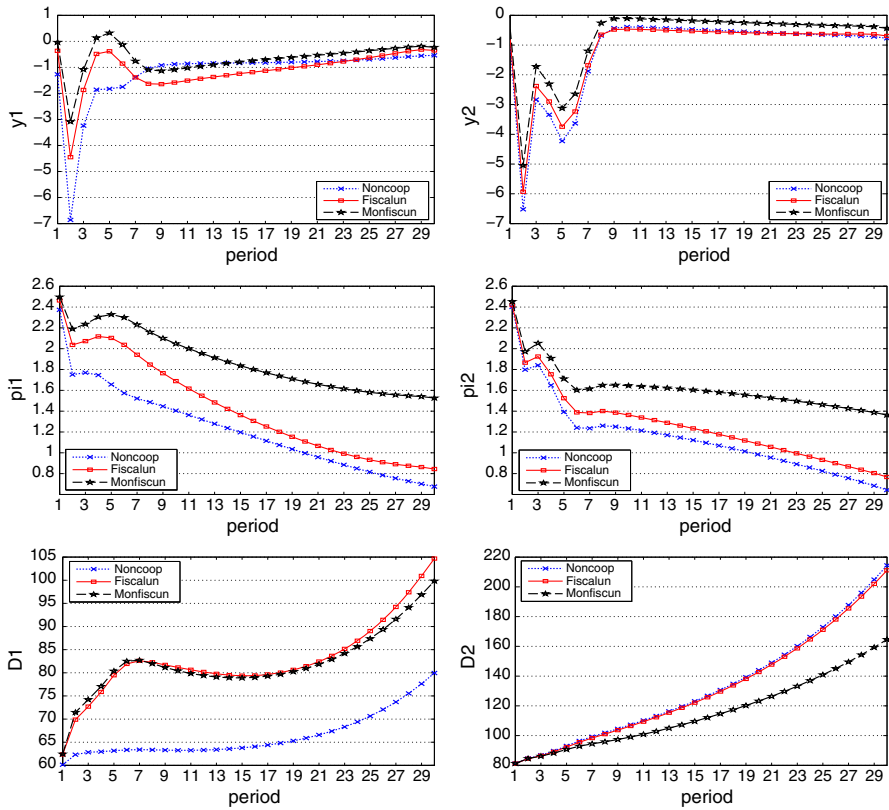 1
0
−1
−2
−3
−4
−5
−6
−7
y1
Noncoop
Fiscalun
Monfiscun
1 3 5 7 9 11 13 15 17 19 21 23 25 27 29
period
1
0
−1
−2
−3
−4
−5
−6
−7
y2
Noncoop
Fiscalun
Monfiscun
1 3 5 7 9 11 13 15 17 19 21 23 25 27 29
period
2.6
2.4
2.2
2
1.8
1.6
1.4
1.2
1
0.8
pi1
Noncoop
Fiscalun
Monfiscun
1 3 5 7 9 11 13 15 17 19 21 23 25 27 29
period
2.6
2.4
2.2
2
1.8
1.6
1.4
1.2
1
0.8
pi2
Noncoop
Fiscalun
Monfiscun
1 3 5 7 9 11 13 15 17 19 21 23 25 27 29
period
105
100
95
90
85
80
75
70
65
60
D1
Noncoop
Fiscalun
Monfiscun
1 3 5 7 9 11 13 15 17 19 21 23 25 27 29
period
220
200
180
160
140
120
100
80
D2
Noncoop
Fiscalun
Monfiscun
1 3 5 7 9 11 13 15 17 19 21 23 25 27 29
period